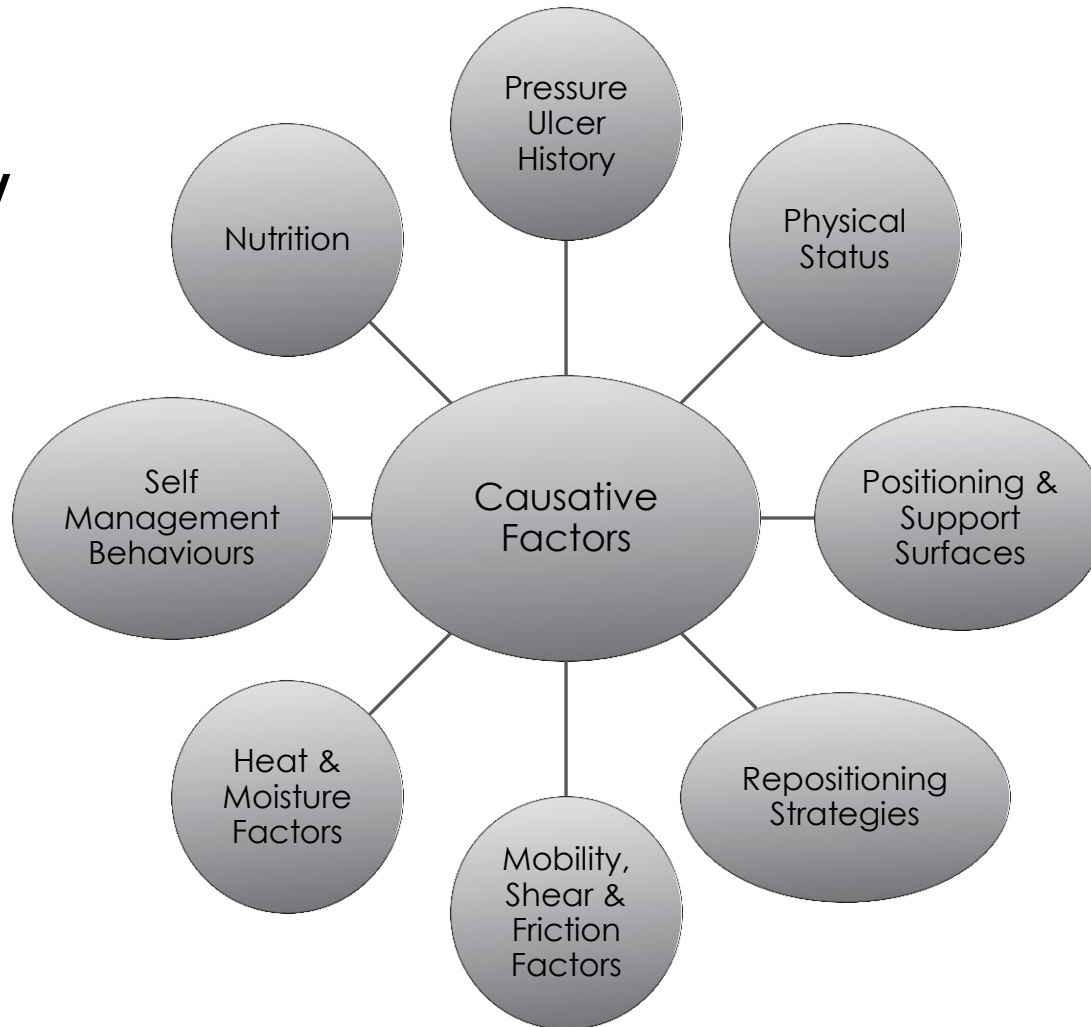 Pressure
Ulcer
History
Physical
Status
Positioning &
Support
Surfaces
Repositioning
Strategies
Mobility,
Shear &
Friction
Factors
Heat &
Moisture
Factors
Self
Management
Behaviours
Nutrition
Causative
Factors